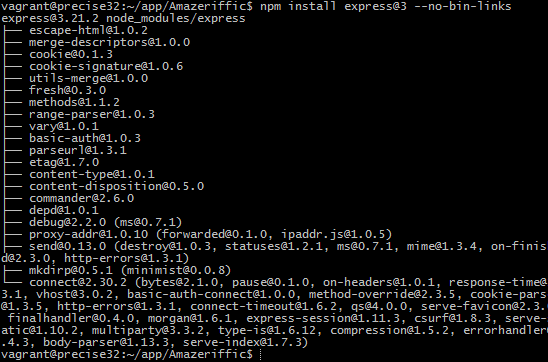 vagrant@precise32:~/app/Amazeriffic$ npm install express@3 --no-bin-links
express@3.21.2 node_modules/express
├── escape-html@1.0.2
├── merge-descriptors@1.0.0
├── cookie@0.1.3
├── cookie-signature@1.0.6
├── utils-merge@1.0.0
├── fresh@0.3.0
├── methods@1.1.2
├── range-parser@1.0.3
├── vary@1.0.1
├── basic-auth@1.0.3
├── parseurl@1.3.1
├── etag@1.7.0
├── content-type@1.0.1
├── content-disposition@0.5.0
├── commander@2.6.0
├── depd@1.0.1
├── debug@2.2.0 (ms@0.7.1)
├── proxy-addr@1.0.10 (forwarded@0.1.0, ipaddr.js@1.0.5)
├── send@0.13.0 (destroy@1.0.3, statuses@1.2.1, ms@0.7.1, mime@1.3.4, on-finishe
d@2.3.0, http-errors@1.3.1)
├── mkdirp@0.5.1 (minimist@0.0.8)
└── connect@2.30.2 (bytes@2.1.0, pause@0.1.0, on-headers@1.0.1, response-time@2.
3.1, vhost@3.0.2, basic-auth-connect@1.0.0, method-override@2.3.5, cookie-parser
@1.3.5, http-errors@1.3.1, connect-timeout@1.6.2, qs@4.0.0, serve-favicon@2.3.0,
finalhandler@0.4.0, morgan@1.6.1, express-session@1.11.3, csurf@1.8.3, serve-st
atic@1.10.2, multiparty@3.3.2, type-is@1.6.12, compression@1.5.2, errorhandler@1
.4.3, body-parser@1.13.3, serve-index@1.7.3)
vagrant@precise32:~/app/Amazeriffic$